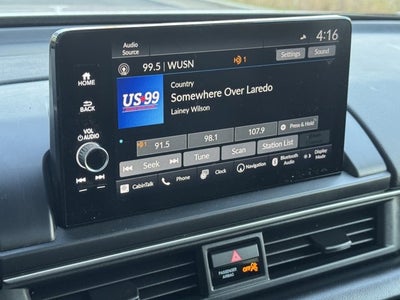 Audio
Source
4:16
99.5 | WUSN
1
Settings
Sound
HOME
BACK
VOL
AUDIO
US★99
Country
Somewhere Over Laredo
Lainey Wilson
1 91.5
98.1
107.9
Press & Hold
Seek
Tune
Scan
Station List
CabinTalk
Phone
Clock
Navigation
Bluetooth
Audio
Display
Mode
PASSENGER
AIRBAG
OFF